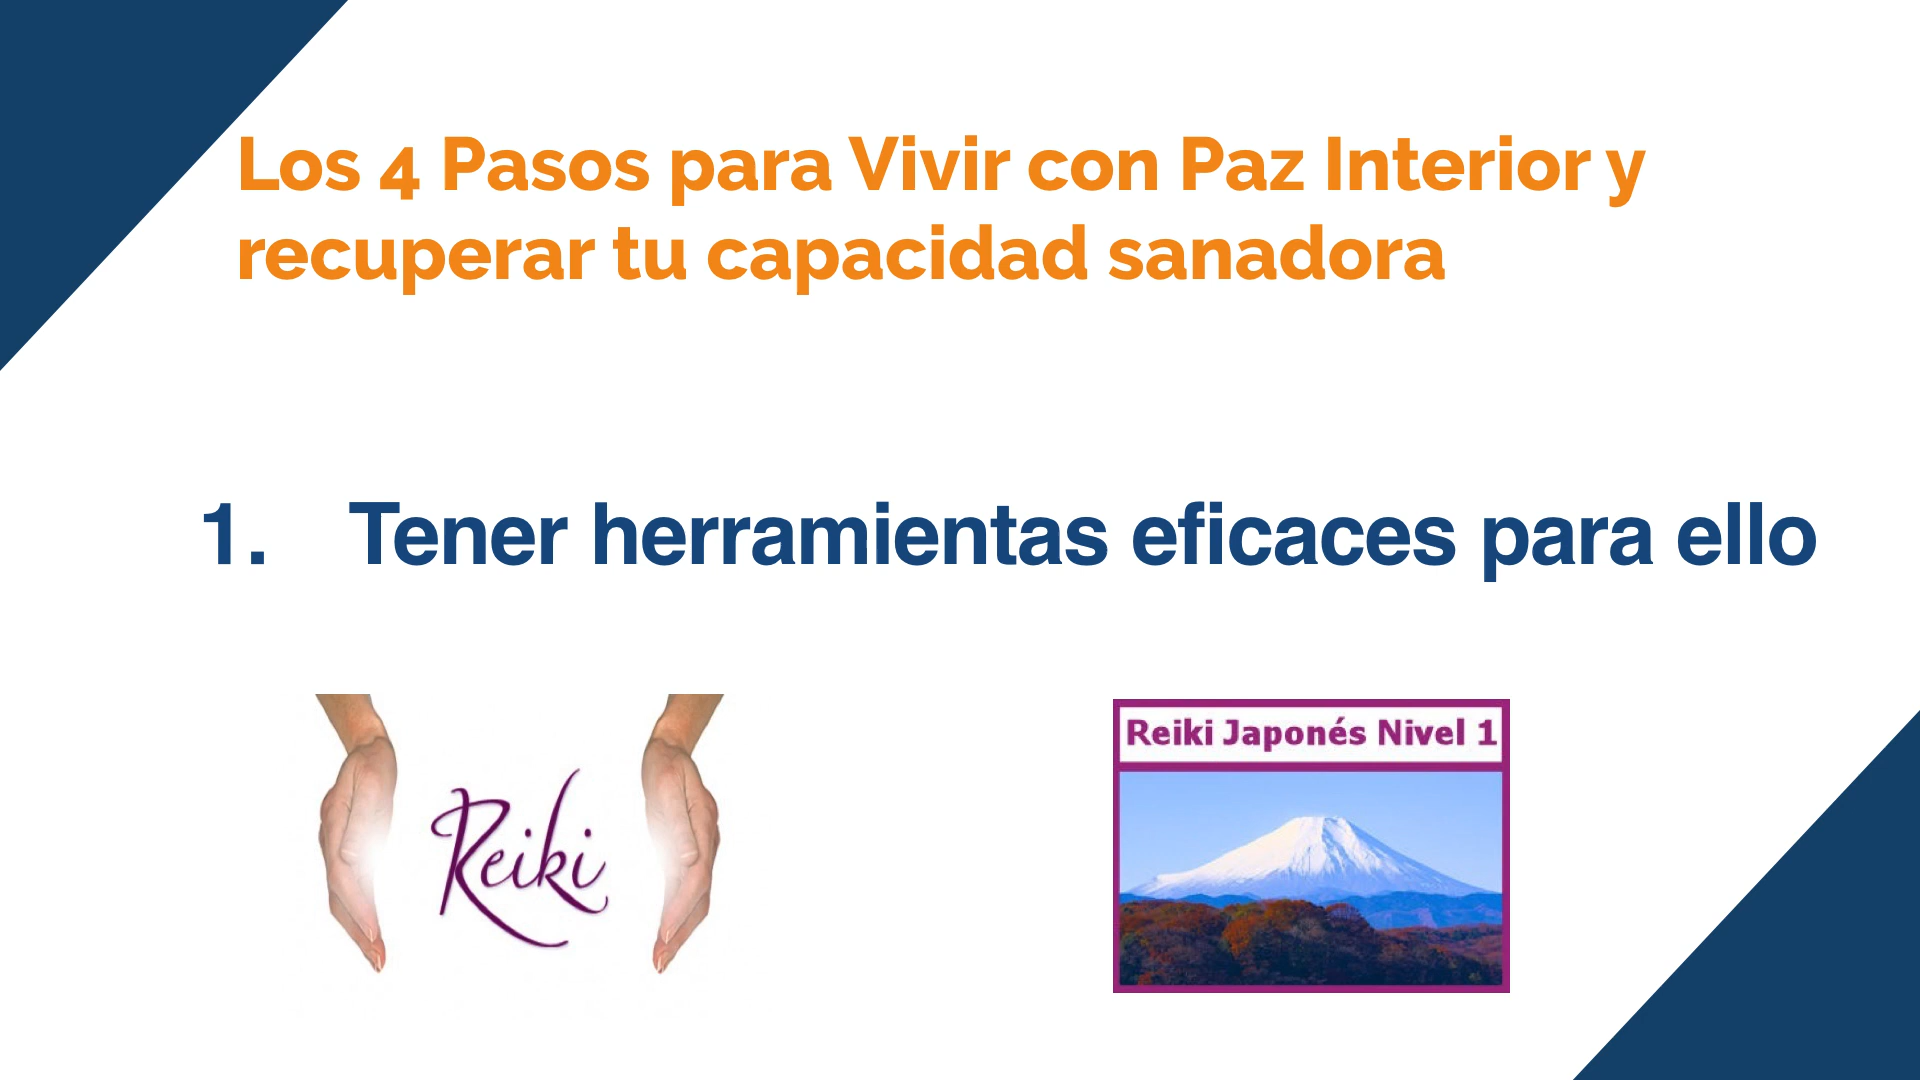 Los 4 Pasos para Vivir con Paz Interior y
recuperar tu capacidad sanadora
1. Tener herramientas eficaces para ello
Reiki
Reiki Japonés Nivel 1